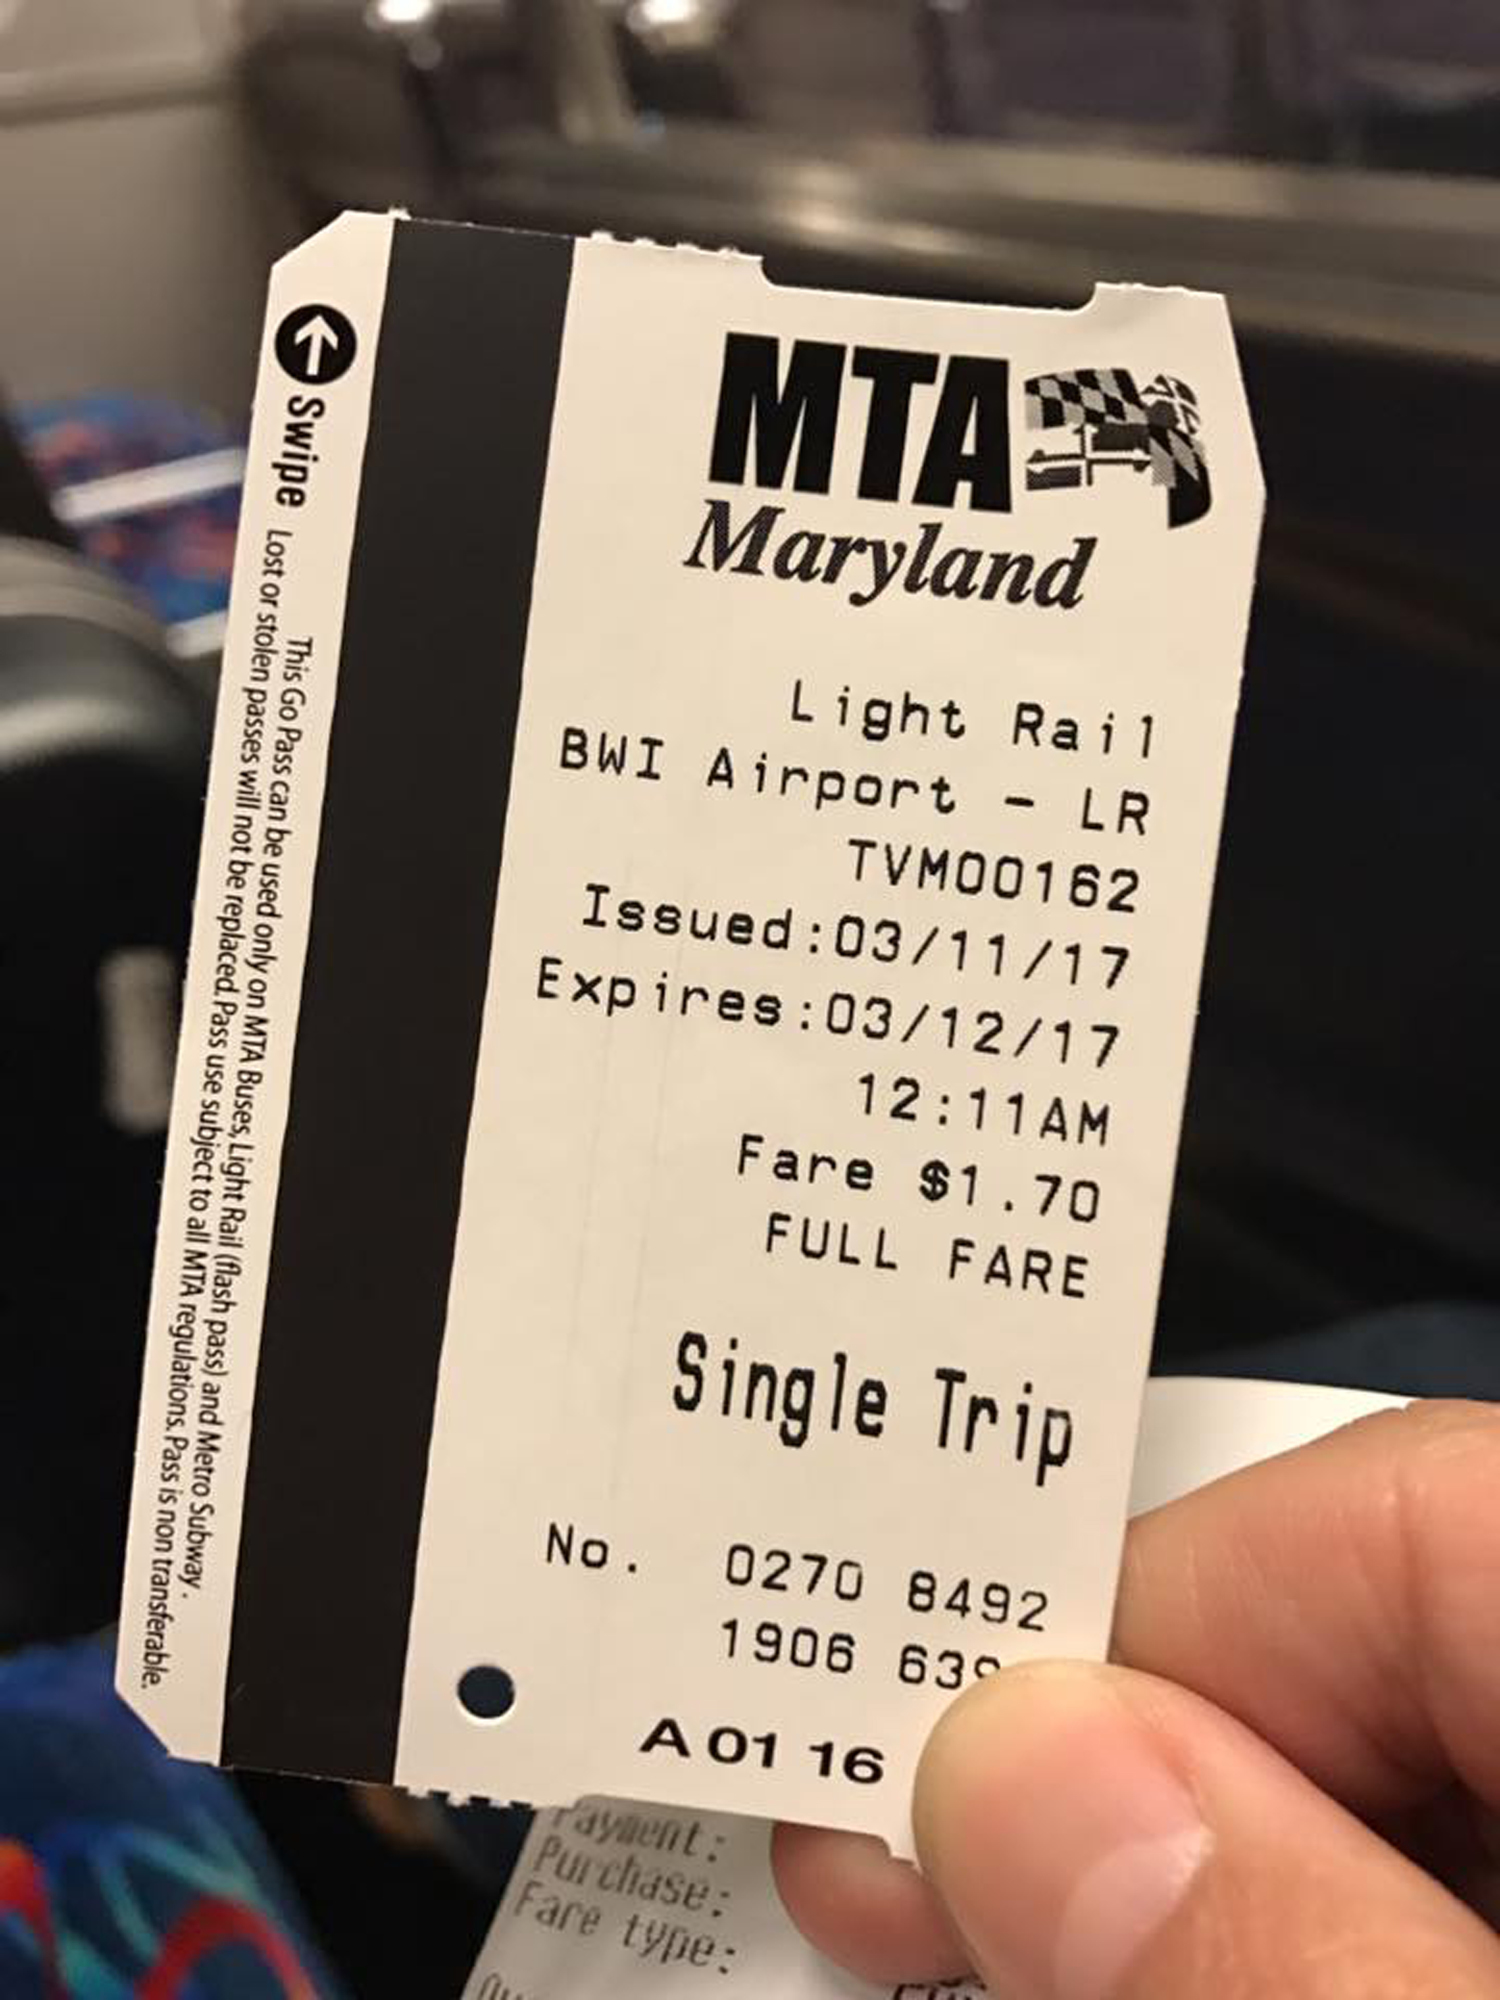 MTA
Maryland
Light Rail
BWI Airport - LR
TVM00162
Issued:03/11/17
Expires:03/12/17
12:11AM
Fare $1.70
FULL FARE
Single Trip
No. 0270 8492
1906
A 01 16
Swipe
This Go Pass can be used only on MTA Buses, Light Rail (flash pass) and Metro Subway.
Lost or stolen passes will not be replaced. Pass use subject to all MTA regulations. Pass is non transferable.
Payment:
Purchase:
Fare type: